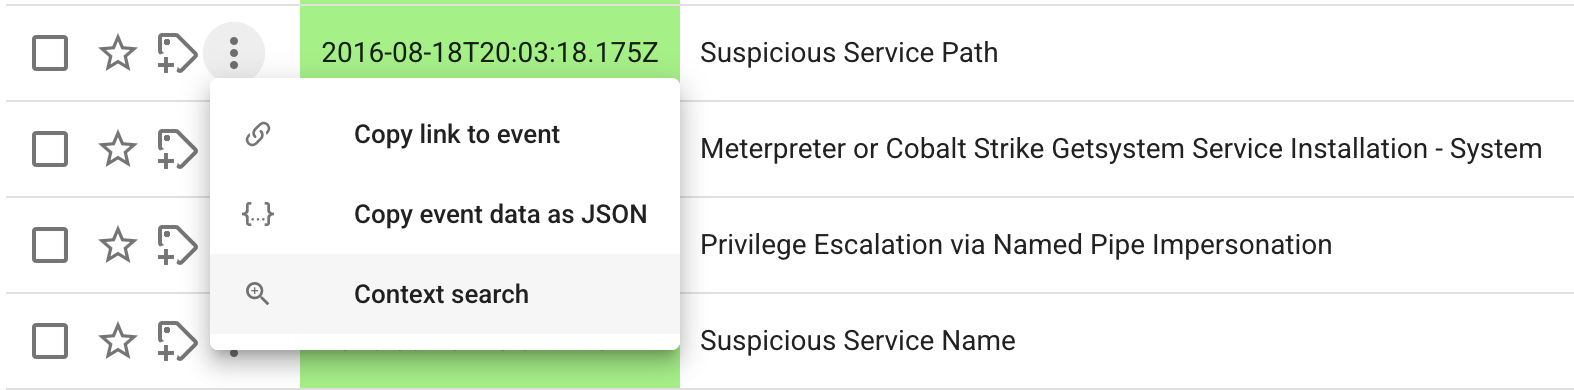 2016-08-18T20:03:18.175Z Suspicious Service Path
Copy link to event
Meterpreter or Cobalt Strike Getsystem Service Installation - System
Copy event data as JSON
Privilege Escalation via Named Pipe Impersonation
Context search
Suspicious Service Name